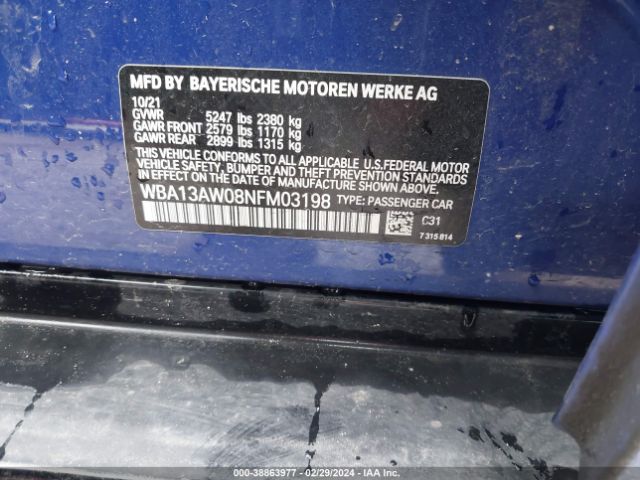 MFD BY BAYERISCHE MOTOREN WERKE AG
10/21
GVWR 5247 lbs 2380 kg
GAWR FRONT 2579 lbs 1170 kg
GAWR REAR 2899 lbs 1315 kg
THIS VEHICLE CONFORMS TO ALL APPLICABLE U.S.FEDERAL MOTOR
VEHICLE SAFETY, BUMPER AND THEFT PREVENTION STANDARDS
IN EFFECT ON THE DATE OF MANUFACTURE SHOWN ABOVE.
WBA13AW08NFM03198 TYPE: PASSENGER CAR
C31
7 315 814
000-38863977 - 02/29/2024 - IAA Inc.